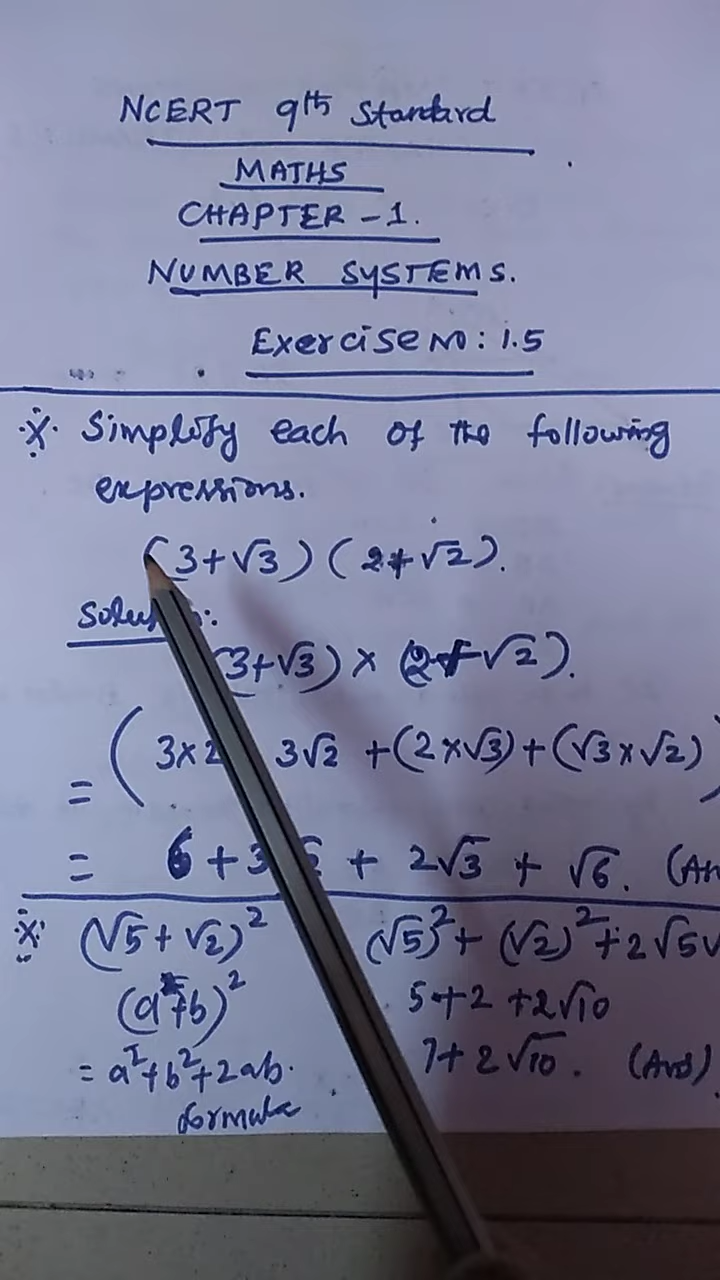 NCERT 9th Standard
MATHS
CHAPTER - 1.
NUMBER SYSTEMS.
Exercise No: 1.5
Simplify each of the following
expressions.
(3+√3) (2+√2).
3+√3) × (2+√2).
= (3×2 3√2 + (2×√3) + (√3×√2)
= 6 + 3 + 2√3 + √6.
(√5 + √2)² (√5)² + (√2)² + 2√5√
(a+b)² 5+2 +2√10
= a²+b²+2ab. 7+2√10. (Ans)
formula